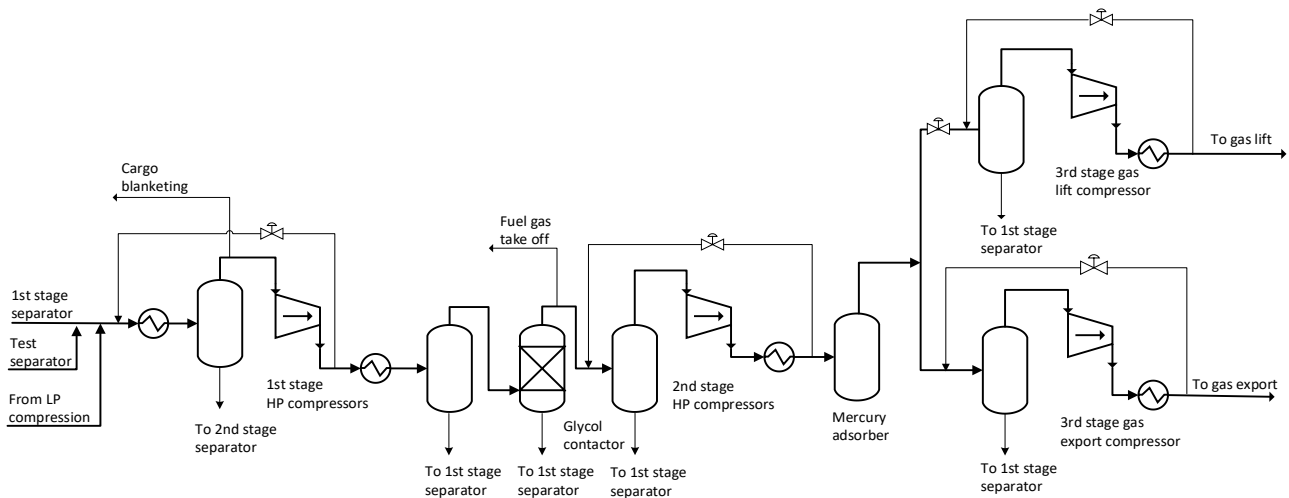 Cargo
blanketing
1st stage
separator
Test
separator
From LP
compression
To 2nd stage
separator
1st stage
HP compressors
To 1st stage
separator
Fuel gas
take off
Glycol
contactor
To 1st stage
separator
To 1st stage
separator
2nd stage
HP compressors
Mercury
adsorber
To gas lift
3rd stage gas
lift compressor
To 1st stage
separator
To gas export
3rd stage gas
export compressor
To 1st stage
separator